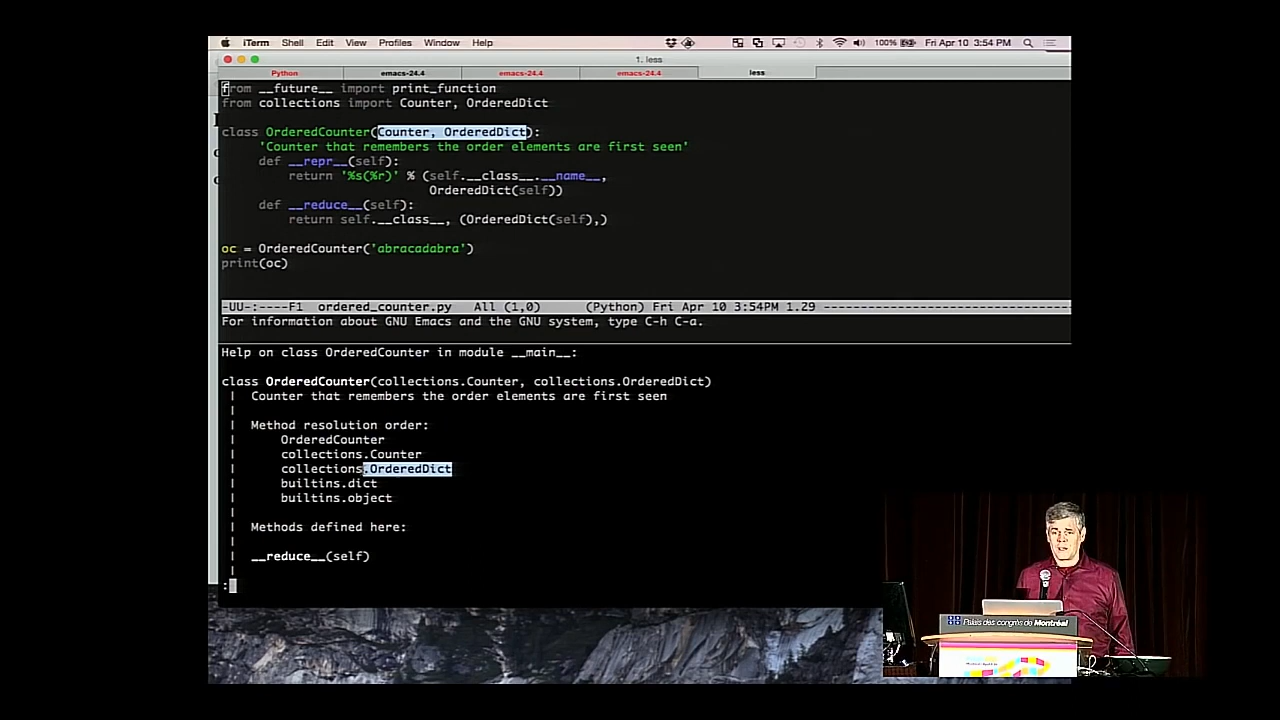 iTerm Shell Edit View Profiles Window Help 100% Fri Apr 10 3:54 PM
1. less
Python emacs-24.4 emacs-24.4 emacs-24.4 less
from __future__ import print_function
from collections import Counter, OrderedDict
class OrderedCounter(Counter, OrderedDict):
'Counter that remembers the order elements are first seen'
def __repr__(self):
return '%s(%r)' % (self.__class__.__name__,
OrderedDict(self))
def __reduce__(self):
return self.__class__, (OrderedDict(self),)
oc = OrderedCounter('abracadabra')
print(oc)
-UU-:----F1 ordered_counter.py All (1,0) (Python) Fri Apr 10 3:54PM 1.29 ----------------------------------
For information about GNU Emacs and the GNU system, type C-h C-a.
Help on class OrderedCounter in module __main__:
class OrderedCounter(collections.Counter, collections.OrderedDict)
| Counter that remembers the order elements are first seen
|
| Method resolution order:
| OrderedCounter
| collections.Counter
| collections.OrderedDict
| builtins.dict
| builtins.object
|
| Methods defined here:
|
| __reduce__(self)
|
:
Palais des congrès de Montréal